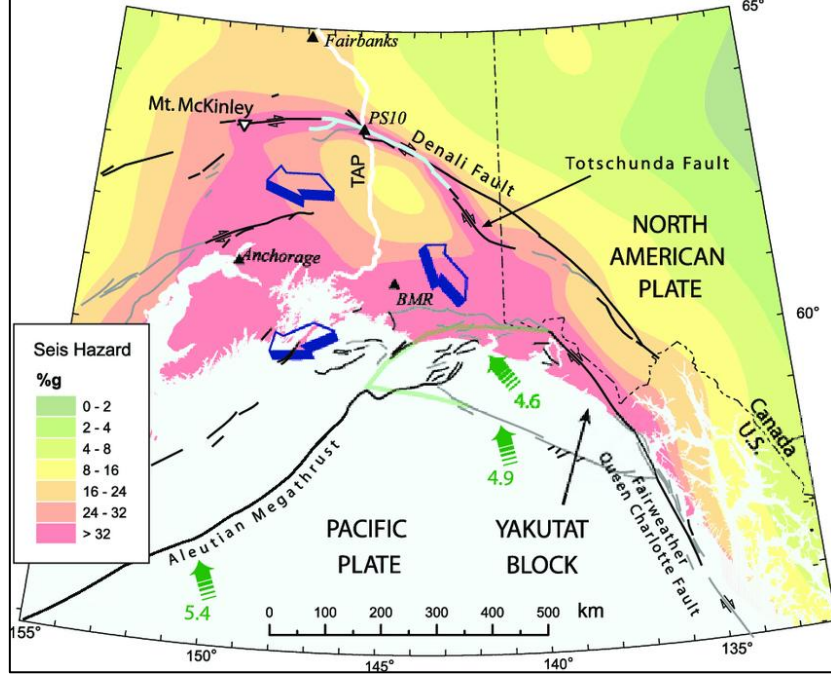 65°
Fairbanks
Mt. McKinley
PS10
Denali Fault
TAP
Totschunda Fault
NORTH
AMERICAN
PLATE
Anchorage
BMR
60°
Seis Hazard
%g
0 - 2
2 - 4
4 - 8
8 - 16
16 - 24
24 - 32
> 32
4.6
4.9
Canada
U.S.
Aleutian Megathrust
PACIFIC
PLATE
YAKUTAT
BLOCK
Fairweather
Queen Charlotte Fault
5.4
0 100 200 300 400 500 km
155°
150°
145°
140°
135°